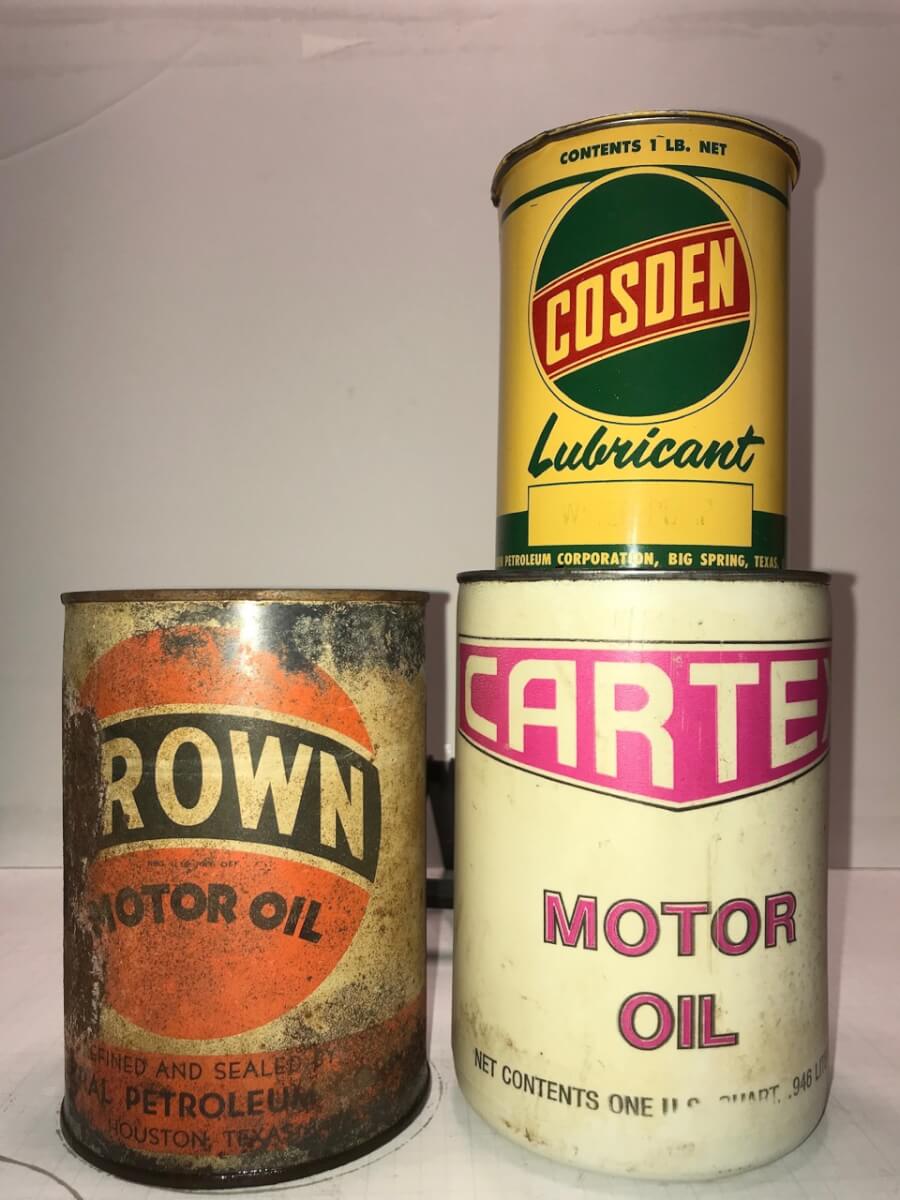 CONTENTS 1 LB. NET
COSDEN
Lubricant
PETROLEUM CORPORATION, BIG SPRING, TEXAS.
ROWN
MOTOR OIL
FINED AND SEALED BY
AL PETROLEUM
HOUSTON, TEXAS
CARTEX
MOTOR
OIL
NET CONTENTS ONE U.S. QUART, .946 LIT